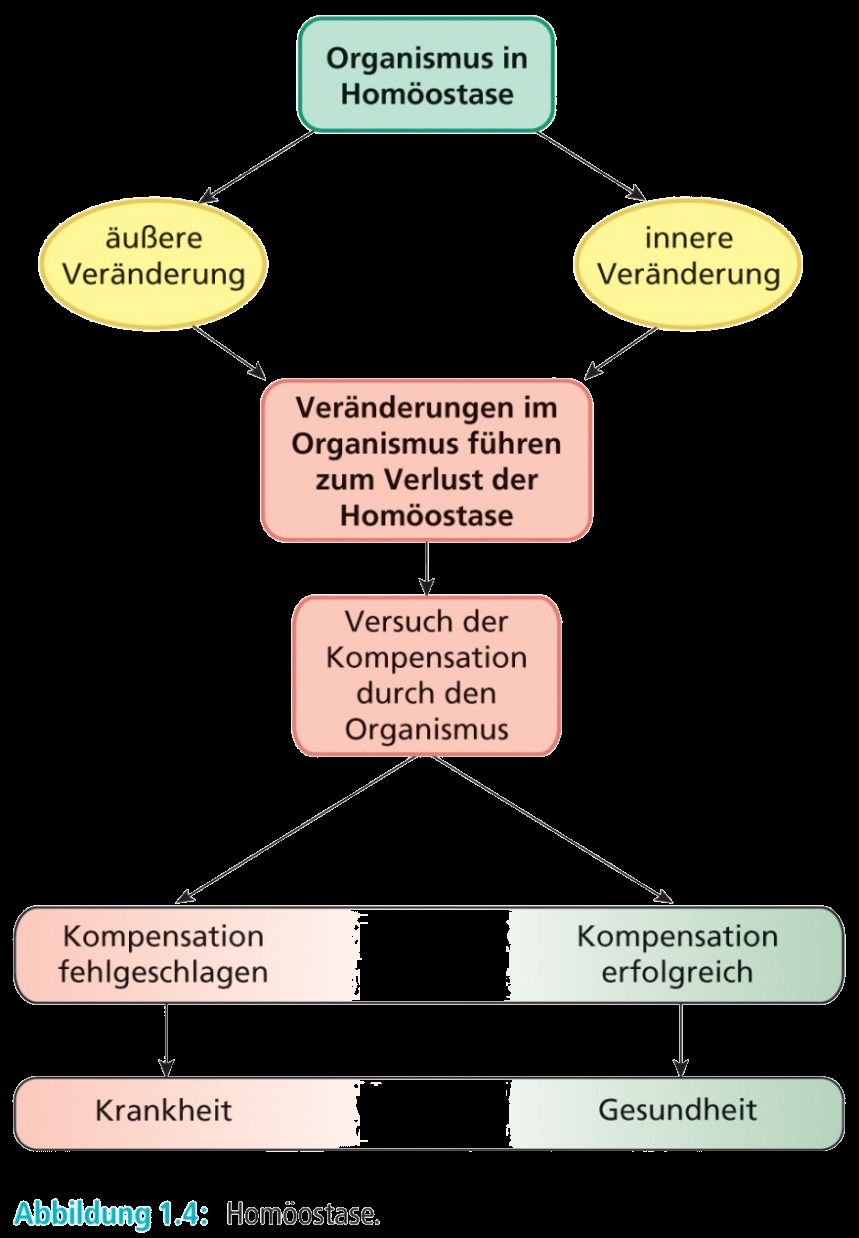 Organismus in
Homöostase
äußere
Veränderung
innere
Veränderung
Veränderungen im
Organismus führen
zum Verlust der
Homöostase
Versuch der
Kompensation
durch den
Organismus
Kompensation
fehlgeschlagen
Kompensation
erfolgreich
Krankheit
Gesundheit
Abbildung 1.4: Homöostase.